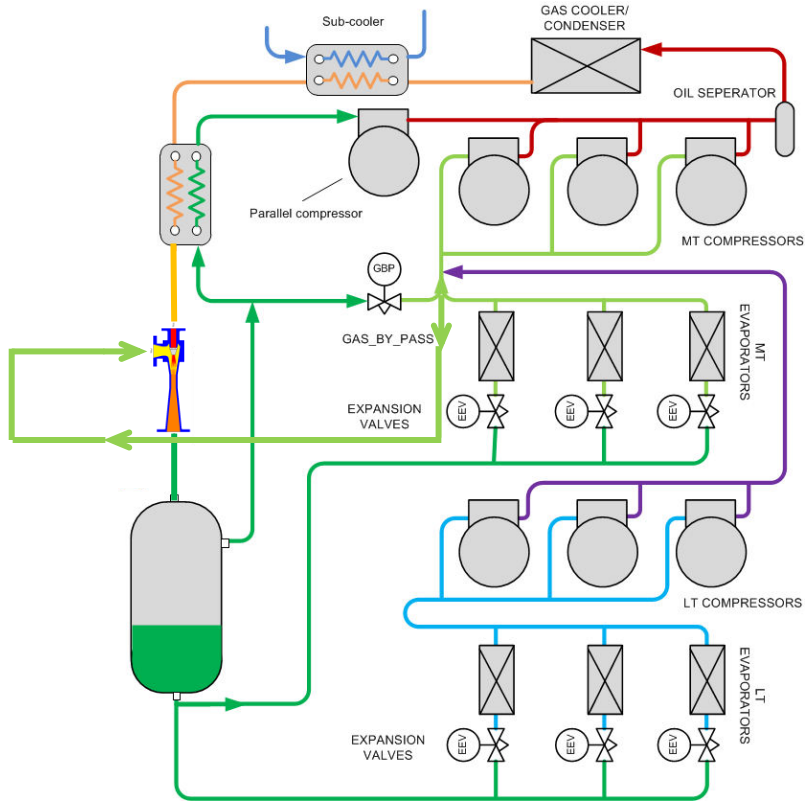 Sub-cooler
GAS COOLER/
CONDENSER
OIL SEPERATOR
Parallel compressor
MT COMPRESSORS
GBP
GAS_BY_PASS
MT
EVAPORATORS
EXPANSION
VALVES
EEV
EEV
EEV
LT COMPRESSORS
LT
EVAPORATORS
EXPANSION
VALVES
EEV
EEV
EEV